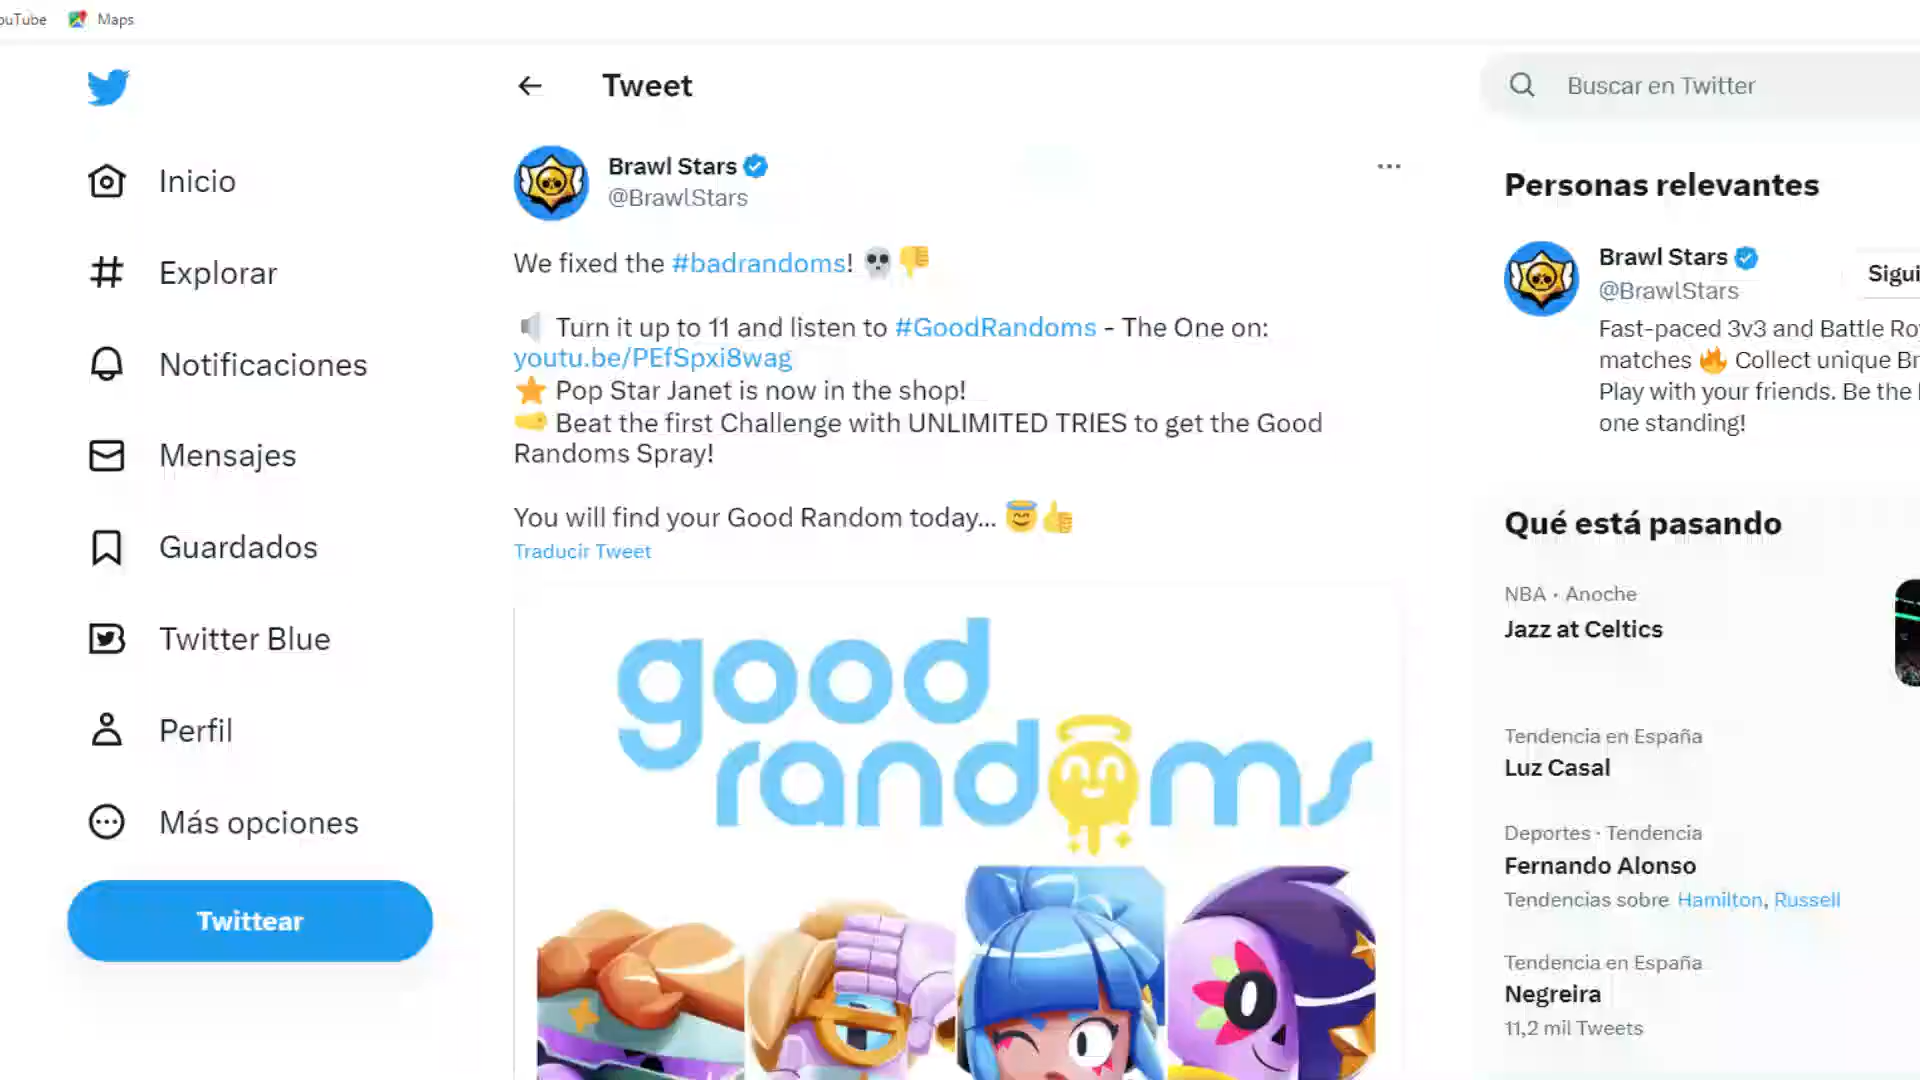 Maps
Tweet
Buscar en Twitter
Inicio
Explorar
Notificaciones
Mensajes
Guardados
Twitter Blue
Perfil
Más opciones
Twittear
Brawl Stars
@BrawlStars
We fixed the #badrandoms! 💀👎
🔈 Turn it up to 11 and listen to #GoodRandoms - The One on:
youtu.be/PEfSpxi8wag
⭐ Pop Star Janet is now in the shop!
Beat the first Challenge with UNLIMITED TRIES to get the Good
Randoms Spray!
You will find your Good Random today... 😇👍
Traducir Tweet
good
randoms
Personas relevantes
Brawl Stars
@BrawlStars
Fast-paced 3v3 and Battle
matches 🔥 Collect unique
Play with your friends. Be the
one standing!
Qué está pasando
NBA · Anoche
Jazz at Celtics
Tendencia en España
Luz Casal
Deportes · Tendencia
Fernando Alonso
Tendencias sobre Hamilton, Russell
Tendencia en España
Negreira
11,2 mil Tweets